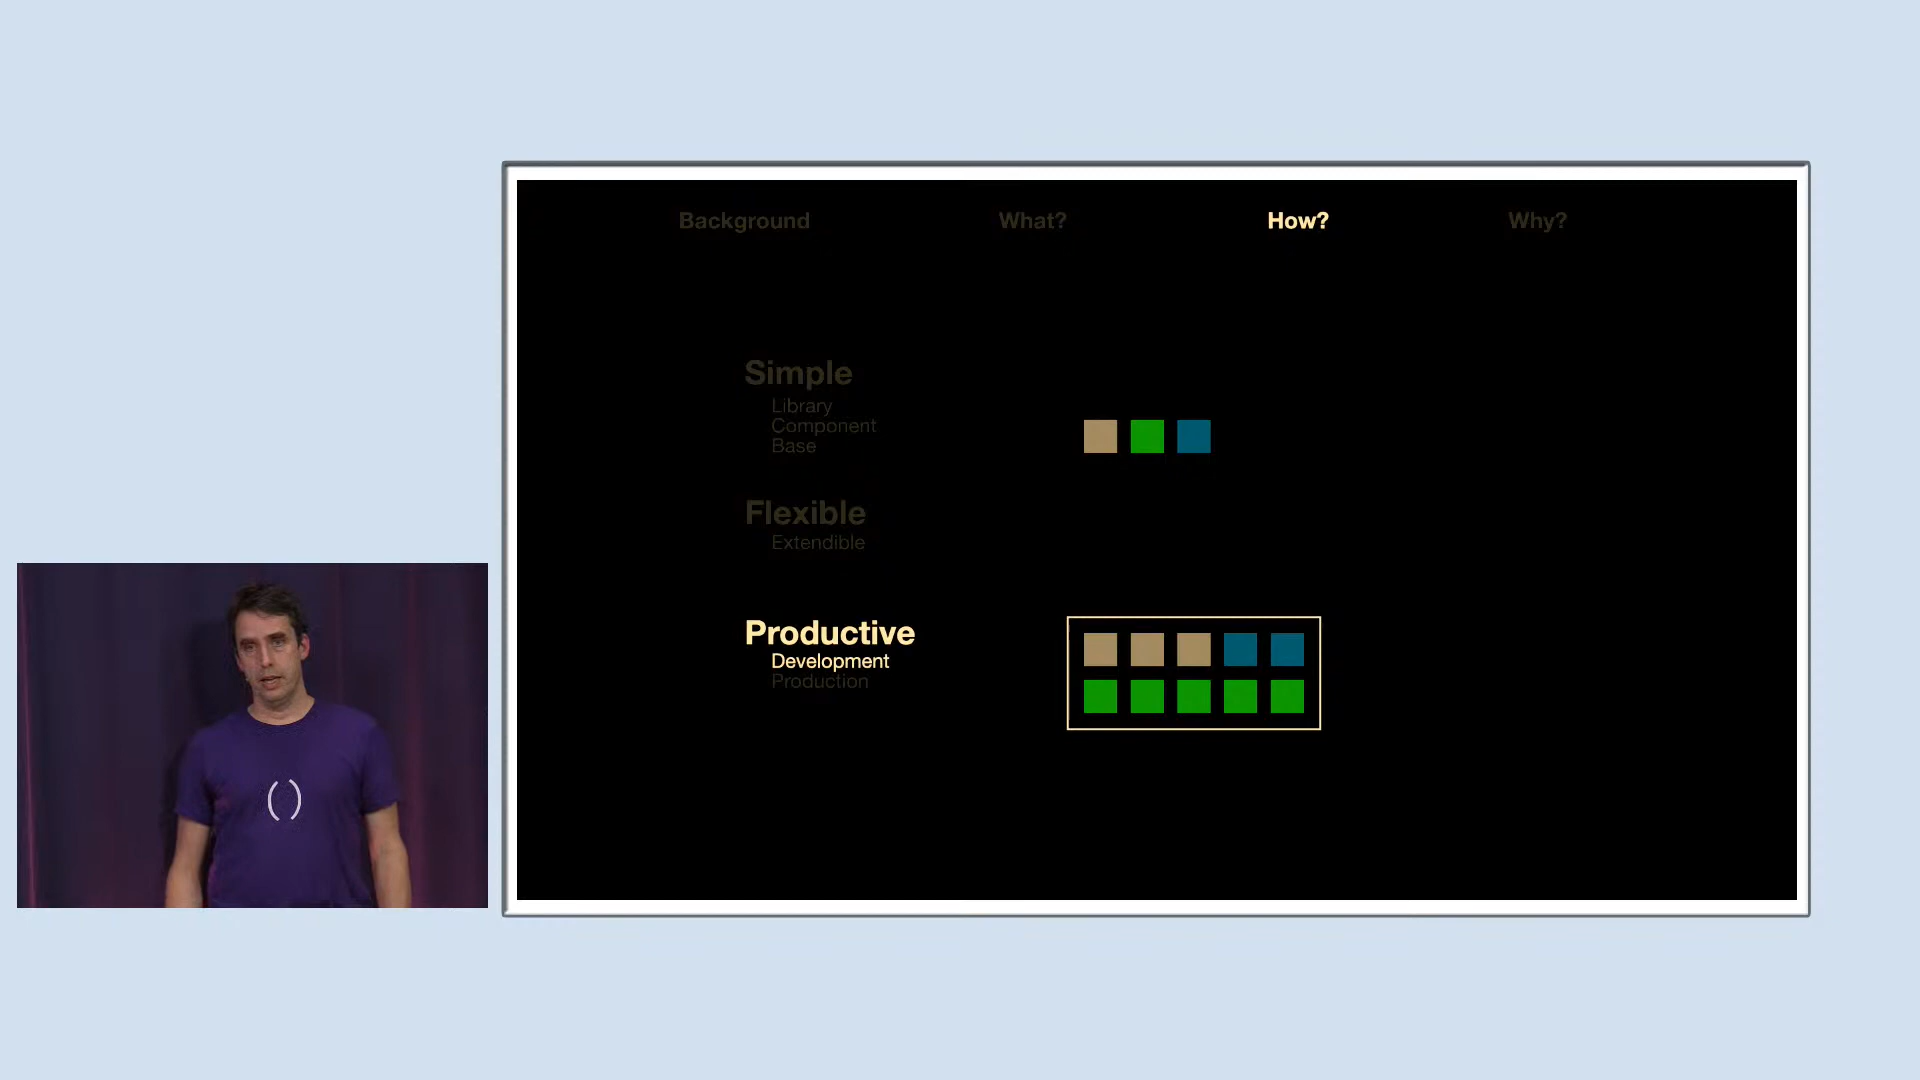 Background What? How? Why?
Simple
Library
Component
Base
Flexible
Extendible
Productive
Development
Production
()